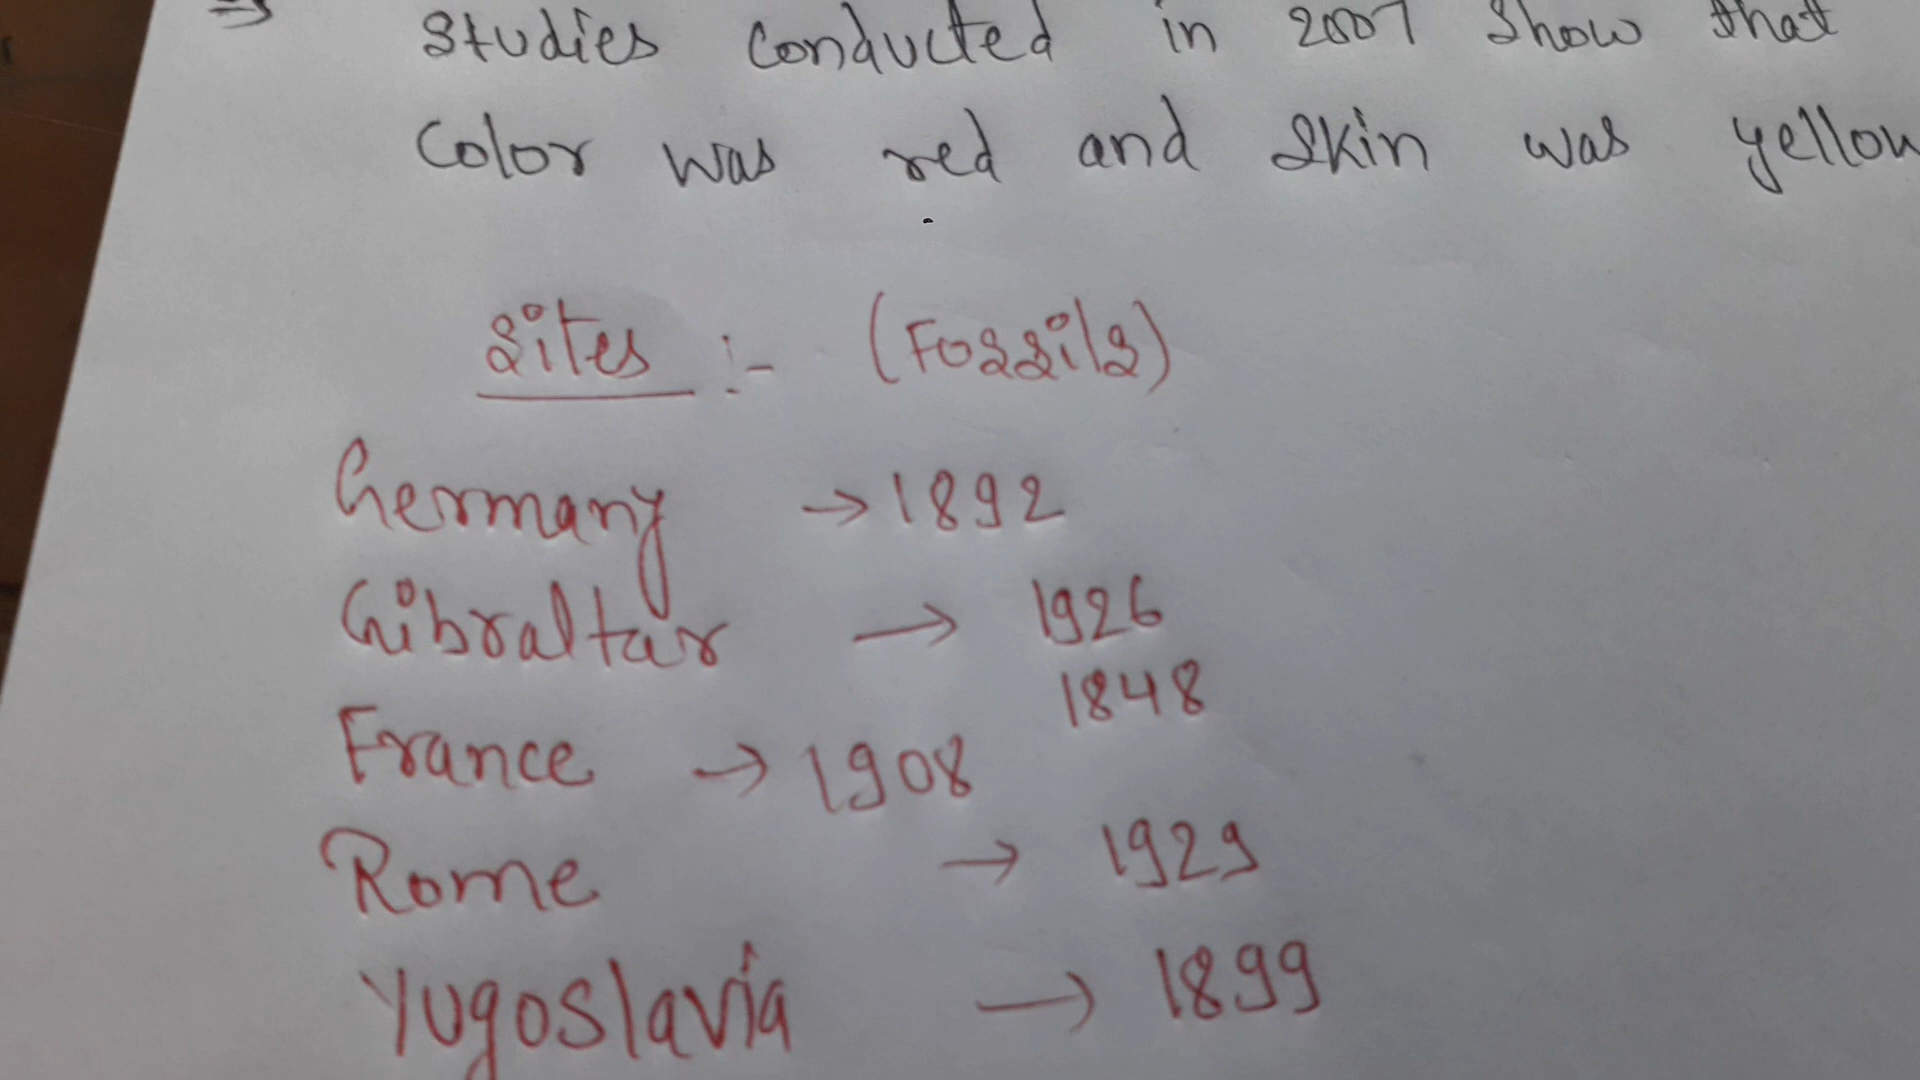 ⇒ Studies conducted in 2007 show that
color was red and skin was yellow
Sites :- (Fossils)
Germany → 1892
Gibraltar → 1926
1848
France → 1908
Rome → 1929
Yugoslavia → 1899